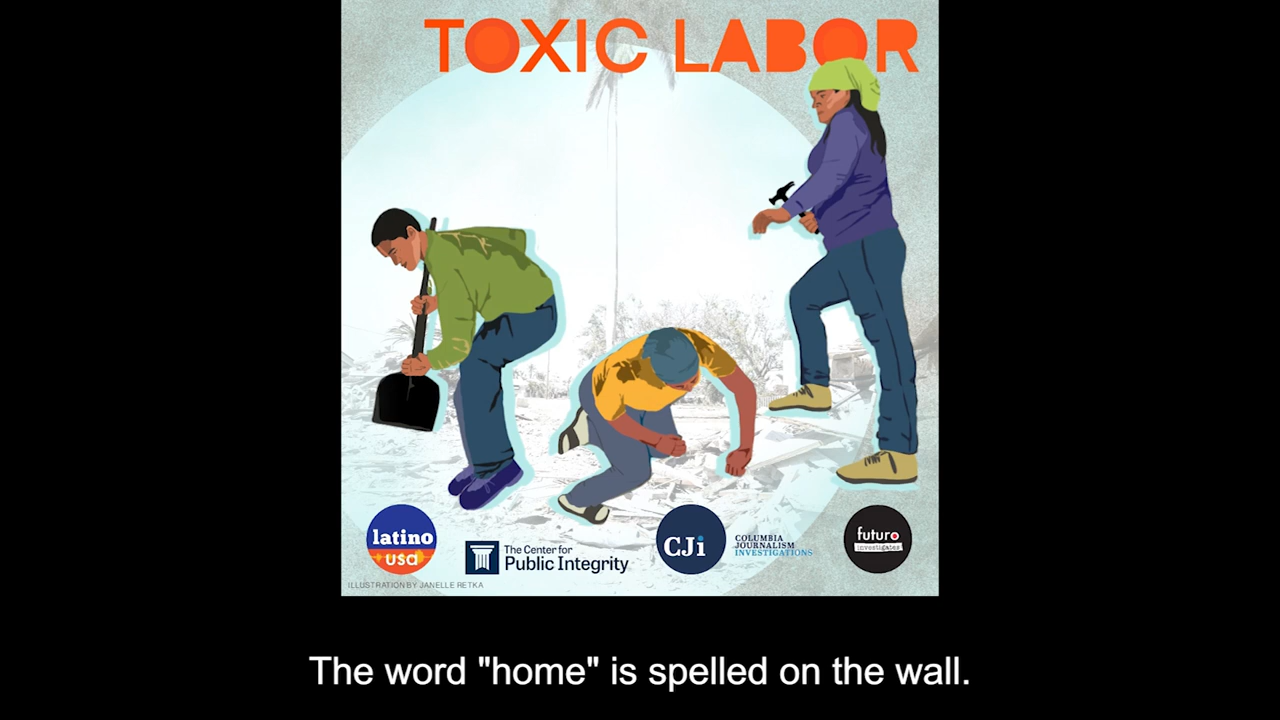 TOXIC LABOR
latino
usa
The Center for
Public Integrity
CJi
COLUMBIA
JOURNALISM
INVESTIGATIONS
futuro
investigates
ILLUSTRATION BY JANELLE RETKA
The word "home" is spelled on the wall.